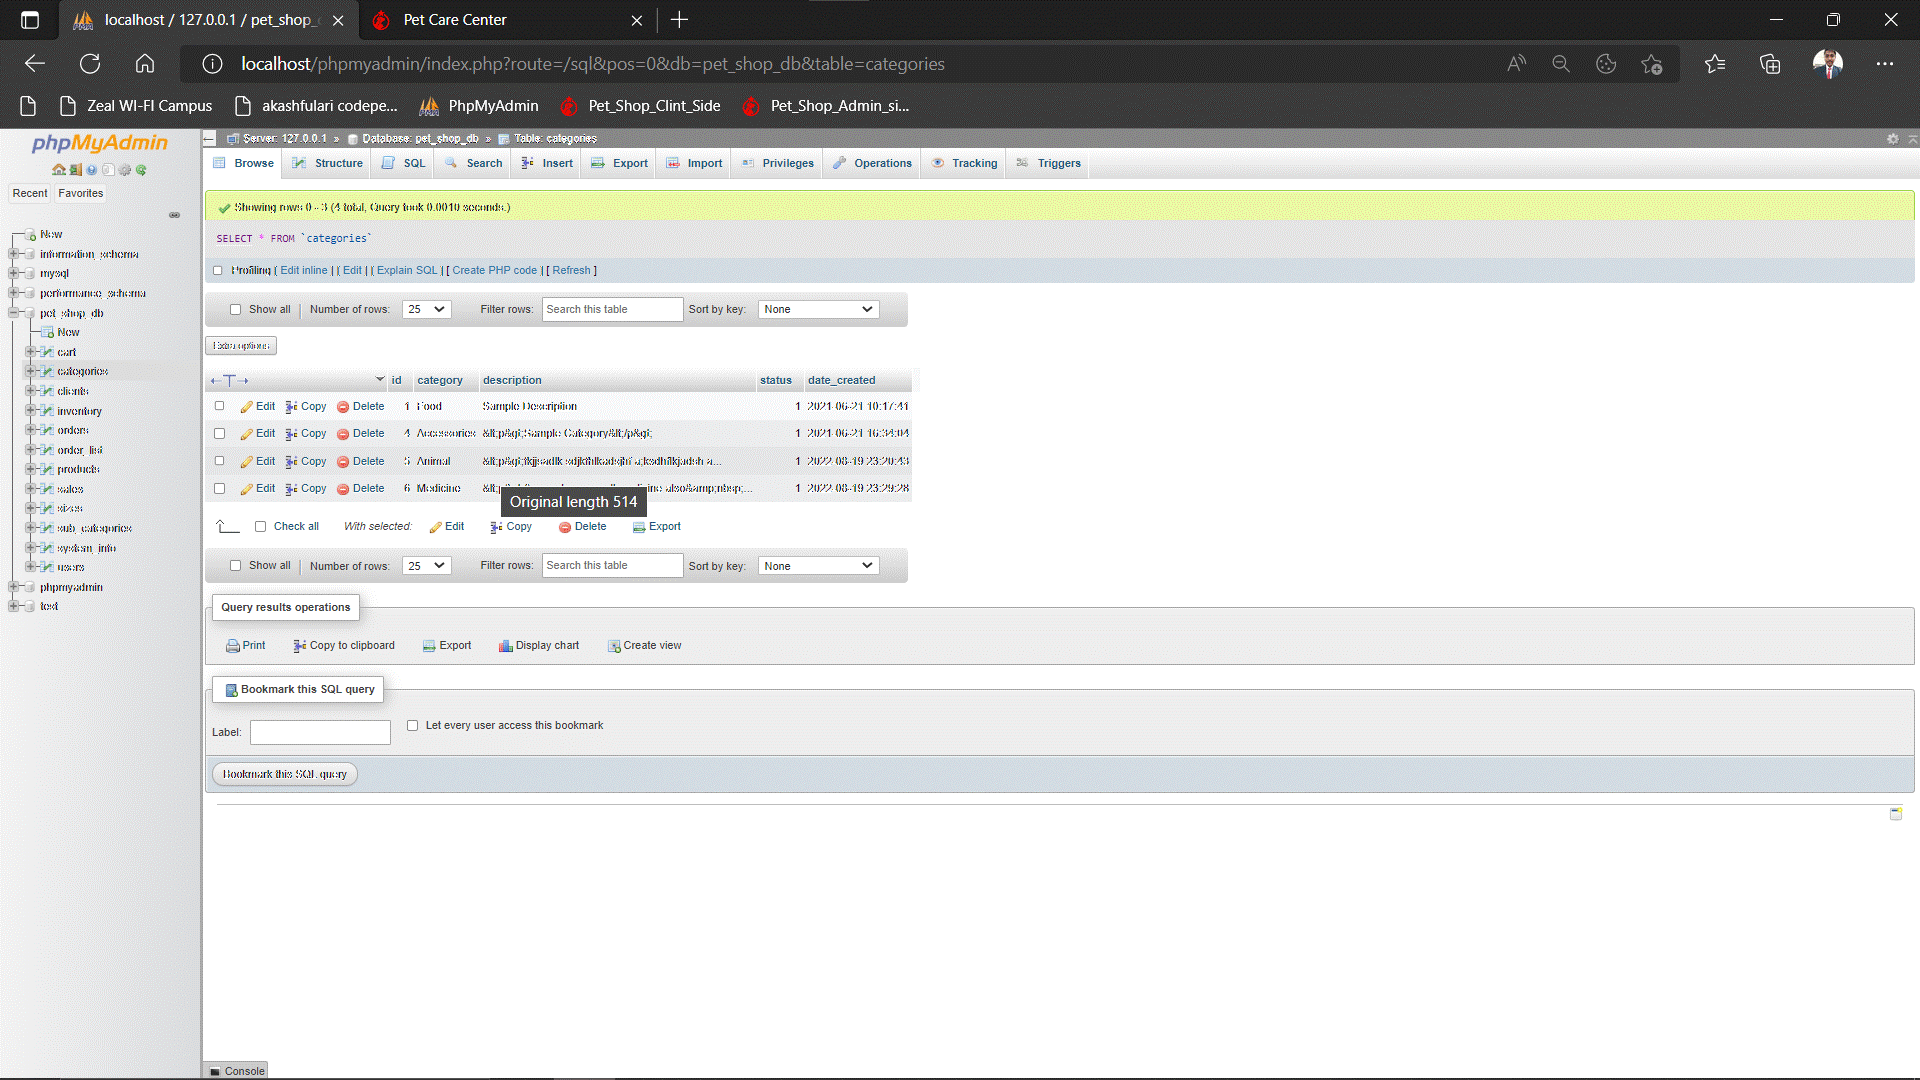 localhost / 127.0.0.1 / pet_shop_
Pet Care Center
localhost/phpmyadmin/index.php?route=/sql&pos=0&db=pet_shop_db&table=categories
Zeal WI-FI Campus
akashfulari codepe...
PhpMyAdmin
Pet_Shop_Clint_Side
Pet_Shop_Admin_si...
phpMyAdmin
Recent Favorites
New
information_schema
mysql
performance_schema
pet_shop_db
New
cart
categories
clients
inventory
orders
order_list
products
sales
sizes
sub_categories
system_info
users
phpmyadmin
test
Server: 127.0.0.1 » Database: pet_shop_db » Table: categories
Browse Structure SQL Search Insert Export Import Privileges Operations Tracking Triggers
Showing rows 0 - 3 (4 total, Query took 0.0010 seconds.)
SELECT * FROM `categories`
Profiling [ Edit inline ] [ Edit ] [ Explain SQL ] [ Create PHP code ] [ Refresh ]
Show all | Number of rows: 25 Filter rows: Search this table Sort by key: None
Extra options
←T→ id category description status date_created
Edit Copy Delete 1 Food Sample Description 1 2021-06-21 10:17:41
Edit Copy Delete 4 Accessories &lt;p&gt;Sample Category&lt;/p&gt; 1 2021-06-21 16:34:04
Edit Copy Delete 5 Animal 1 2022-08-19 23:20:43
Edit Copy Delete 6 Medicine also&amp;nbsp;... 1 2022-08-19 23:29:28
Original length 514
Check all With selected: Edit Copy Delete Export
Show all | Number of rows: 25 Filter rows: Search this table Sort by key: None
Query results operations
Print Copy to clipboard Export Display chart Create view
Bookmark this SQL query
Label: Let every user access this bookmark
Bookmark this SQL query
Console